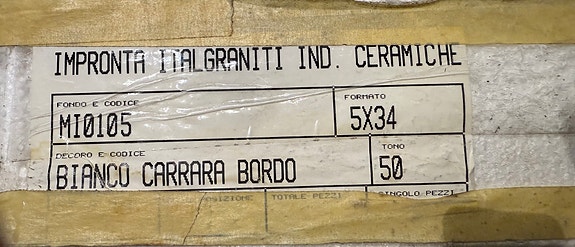 IMPRONTA ITALGRANITI IND. CERAMICHE
FONDO E CODICE FORMATO
MI0105 5X34
DECORO E CODICE TONO
BIANCO CARRARA BORDO 50
OSIZIONE TOTALE PEZZI SINGOLO PEZZI